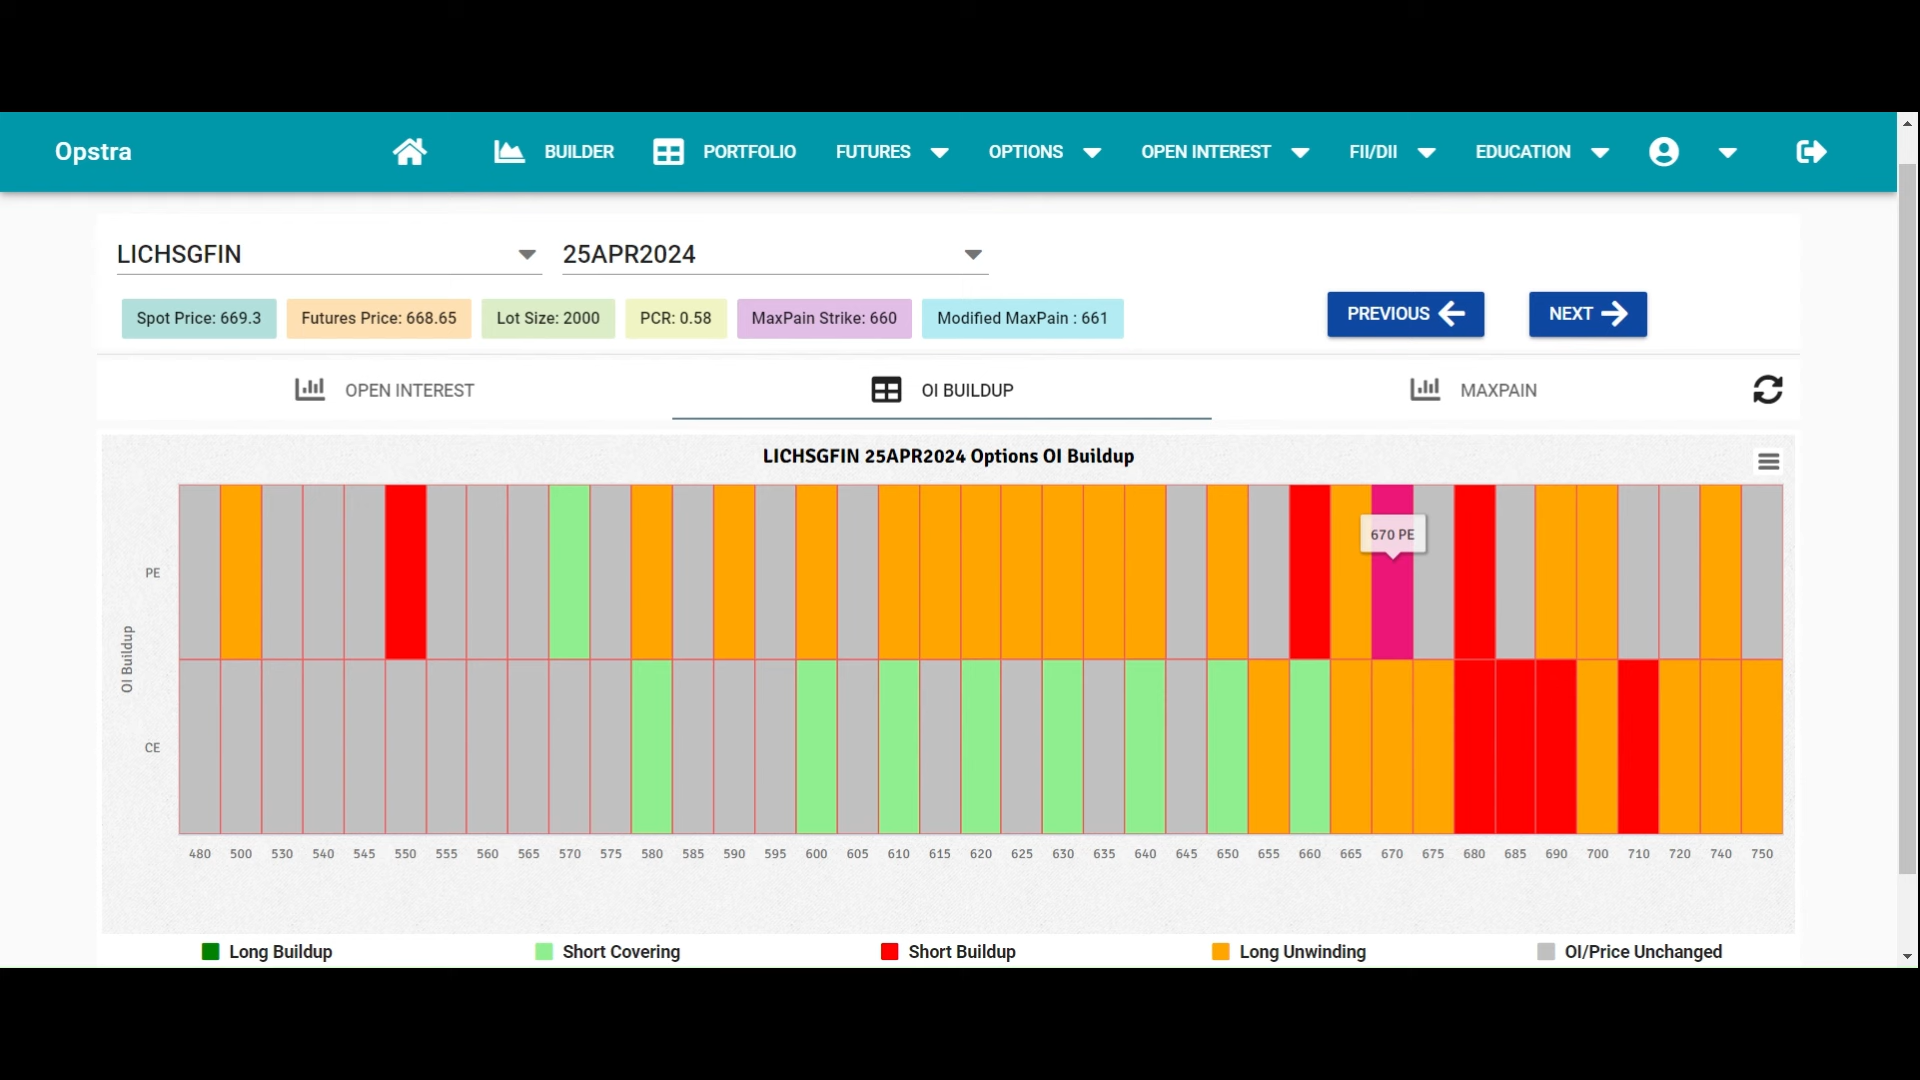 Opstra
BUILDER
PORTFOLIO
FUTURES
OPTIONS
OPEN INTEREST
FII/DII
EDUCATION
LICHSGFIN
25APR2024
Spot Price: 669.3
Futures Price: 668.65
Lot Size: 2000
PCR: 0.58
MaxPain Strike: 660
Modified MaxPain : 661
PREVIOUS
NEXT
OPEN INTEREST
OI BUILDUP
MAXPAIN
LICHSGFIN 25APR2024 Options OI Buildup
670 PE
PE
OI Buildup
CE
480 500 530 540 545 550 555 560 565 570 575 580 585 590 595 600 605 610 615 620 625 630 635 640 645 650 655 660 665 670 675 680 685 690 700 710 720 740 750
Long Buildup
Short Covering
Short Buildup
Long Unwinding
OI/Price Unchanged